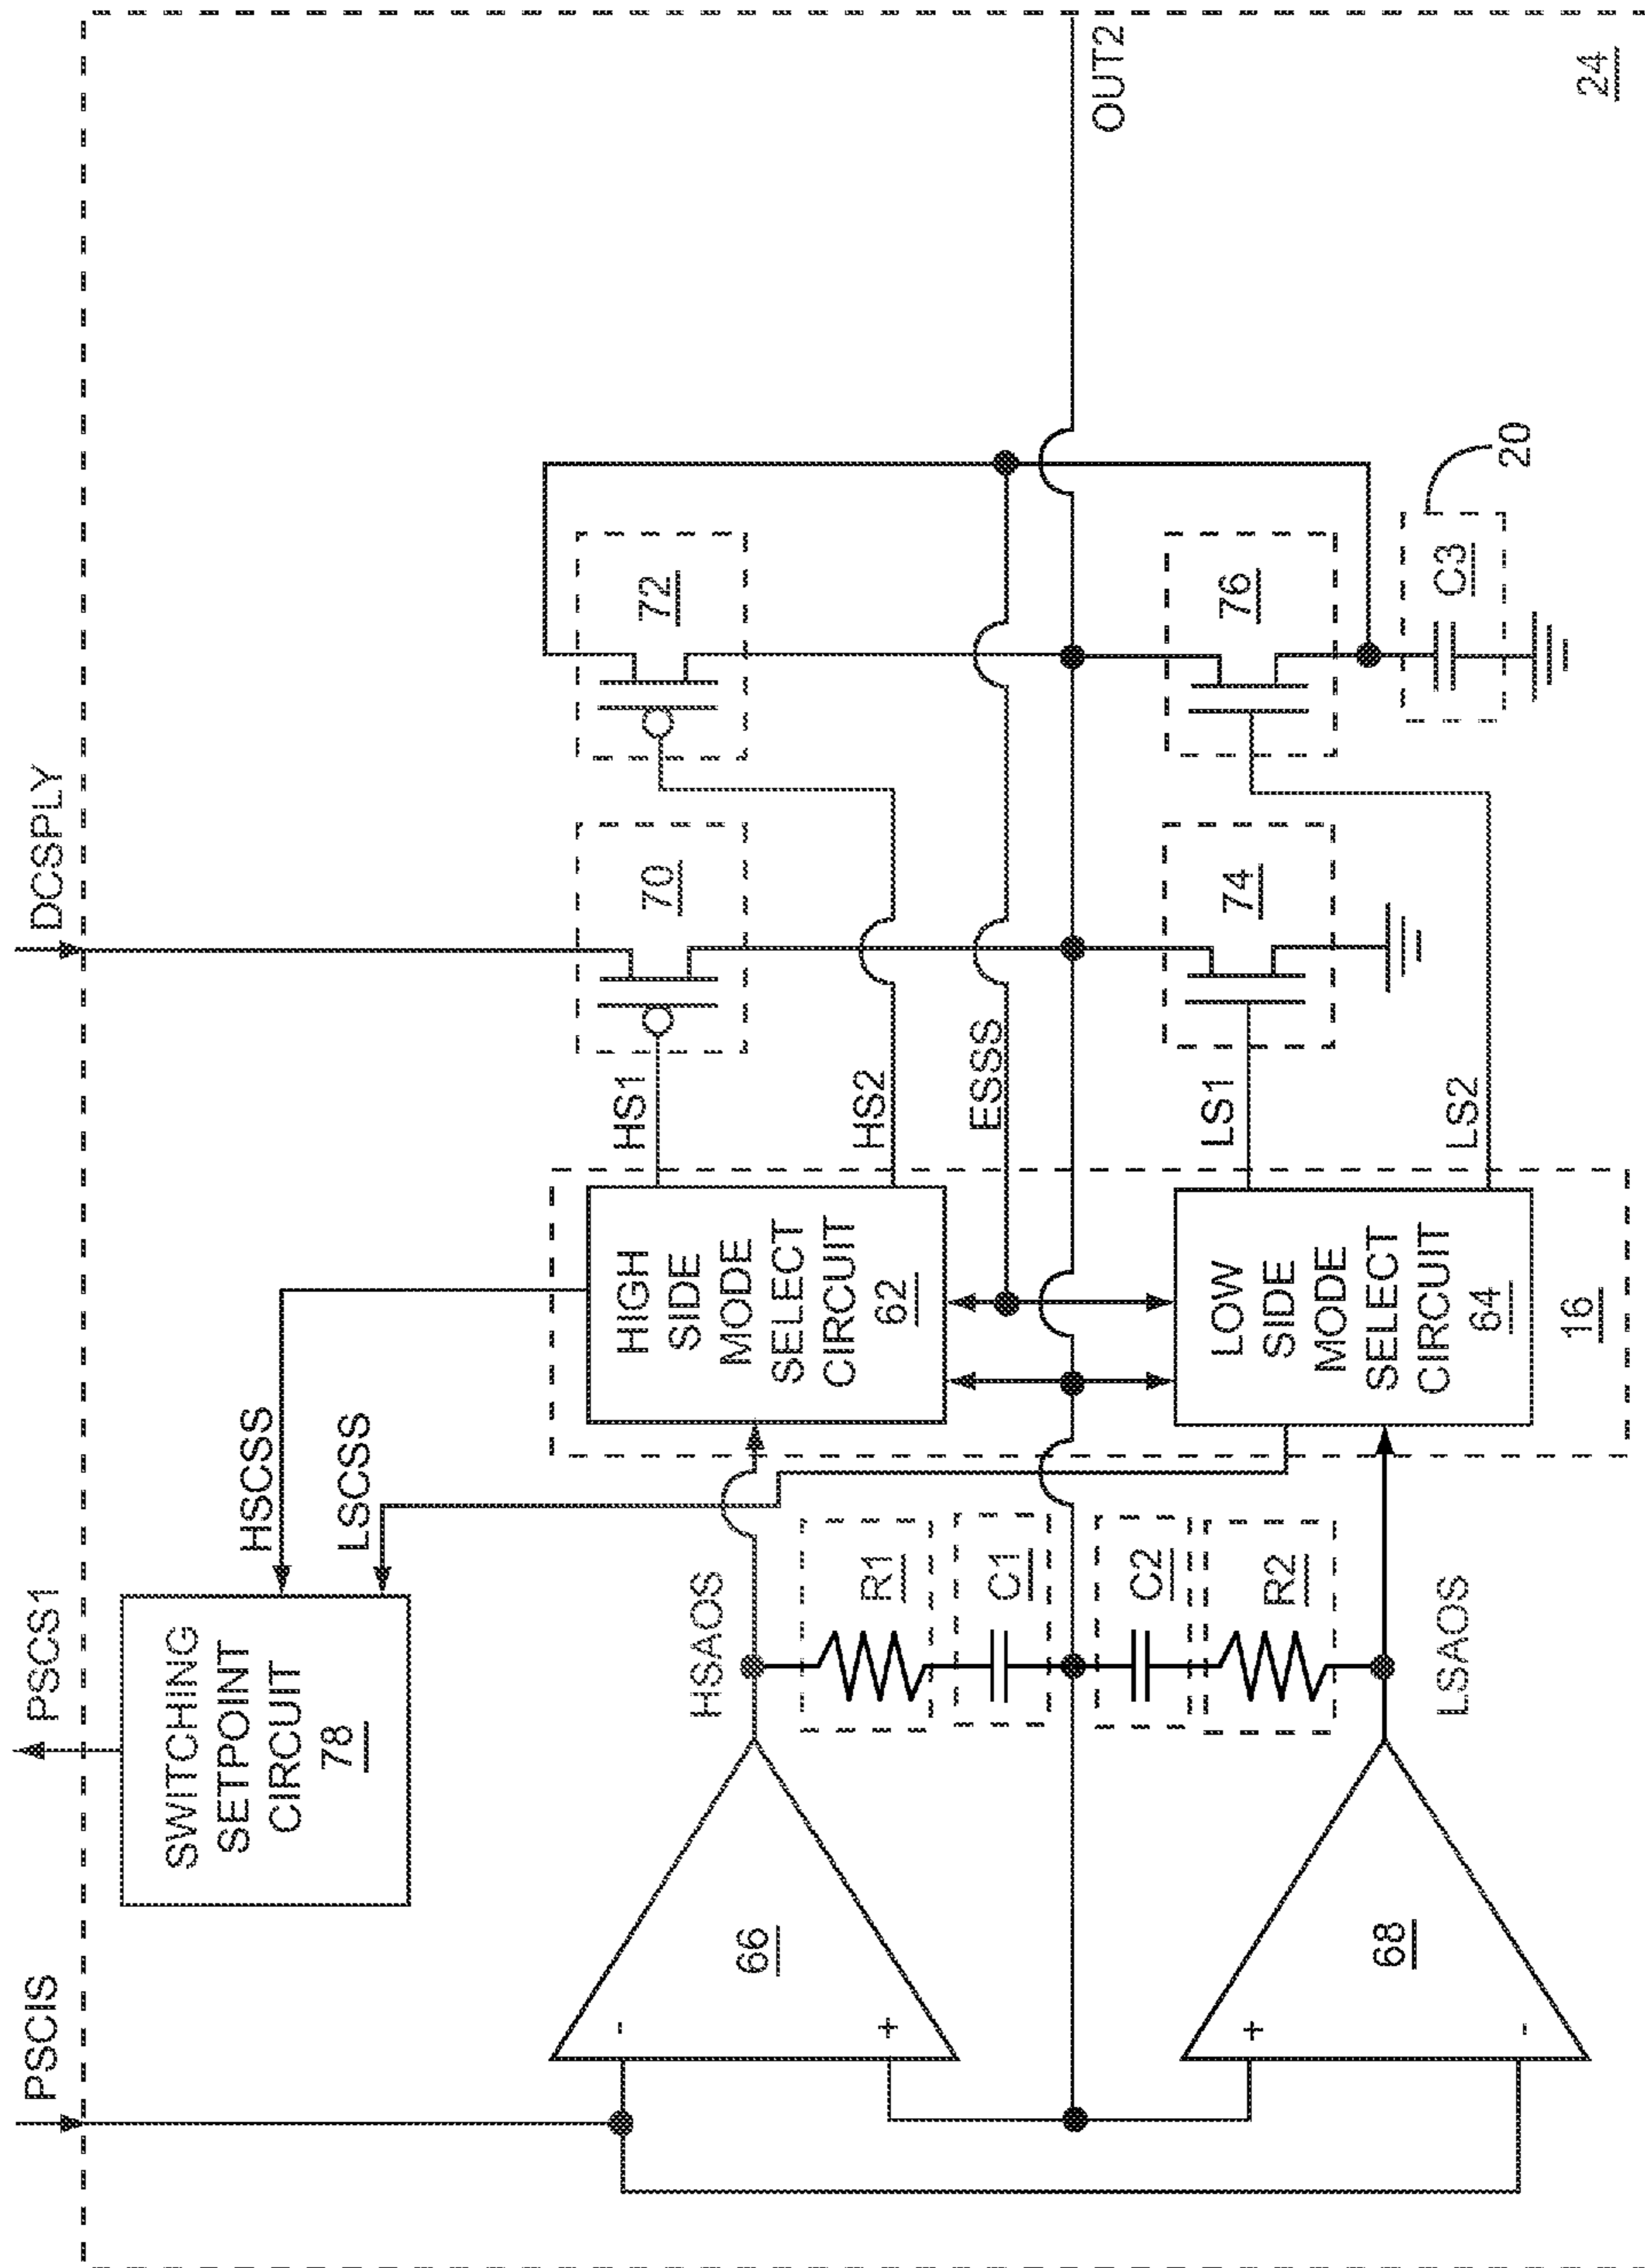 PSCIS
PSCS1
DCSPLY
SWITCHING
SETPOINT
CIRCUIT
78
HSCSS
LSCSS
66
HSAOS
R1
C1
C2
R2
68
LSAOS
HIGH
SIDE
MODE
SELECT
CIRCUIT
62
LOW
SIDE
MODE
SELECT
CIRCUIT
64
16
HS1
HS2
ESSS
LS1
LS2
70
72
74
76
C3
20
OUT2
24
-
+
+
-